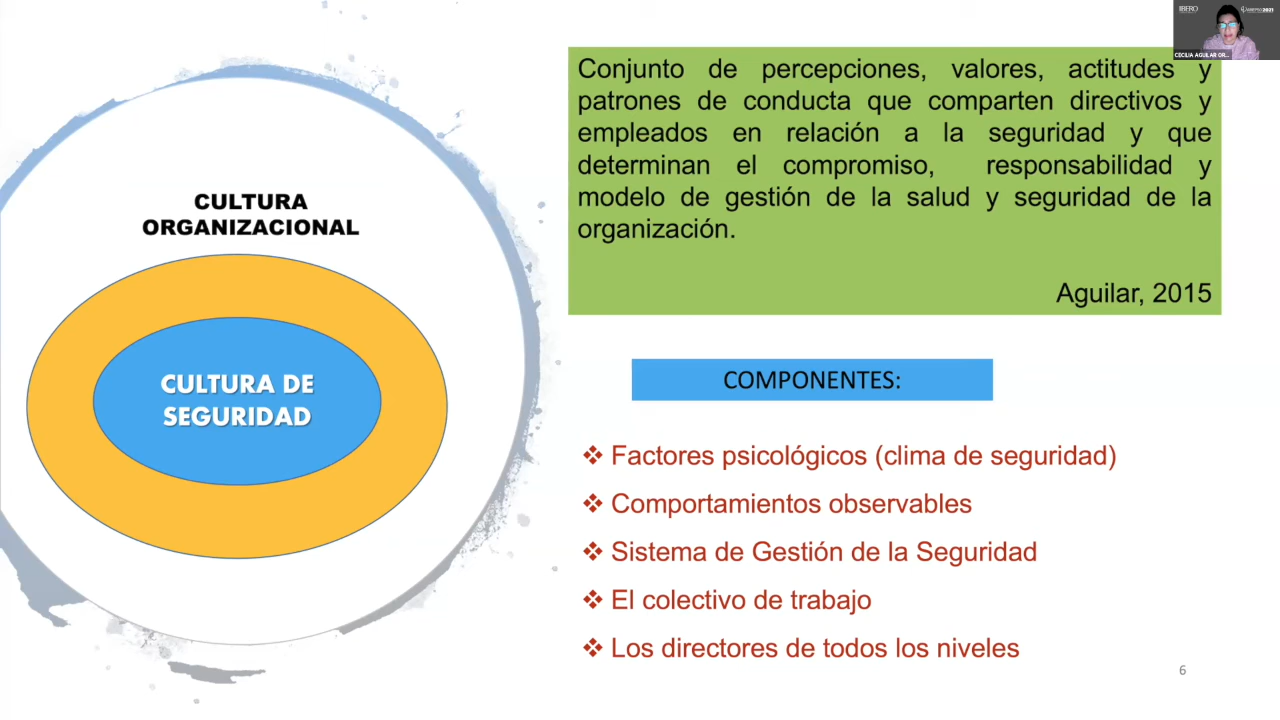 IBERO
CECILIA AGUILAR OR...
Conjunto de percepciones, valores, actitudes y
patrones de conducta que comparten directivos y
empleados en relación a la seguridad y que
determinan el compromiso, responsabilidad y
modelo de gestión de la salud y seguridad de la
organización.
Aguilar, 2015
CULTURA
ORGANIZACIONAL
CULTURA DE
SEGURIDAD
COMPONENTES:
❖ Factores psicológicos (clima de seguridad)
❖ Comportamientos observables
❖ Sistema de Gestión de la Seguridad
❖ El colectivo de trabajo
❖ Los directores de todos los niveles
6